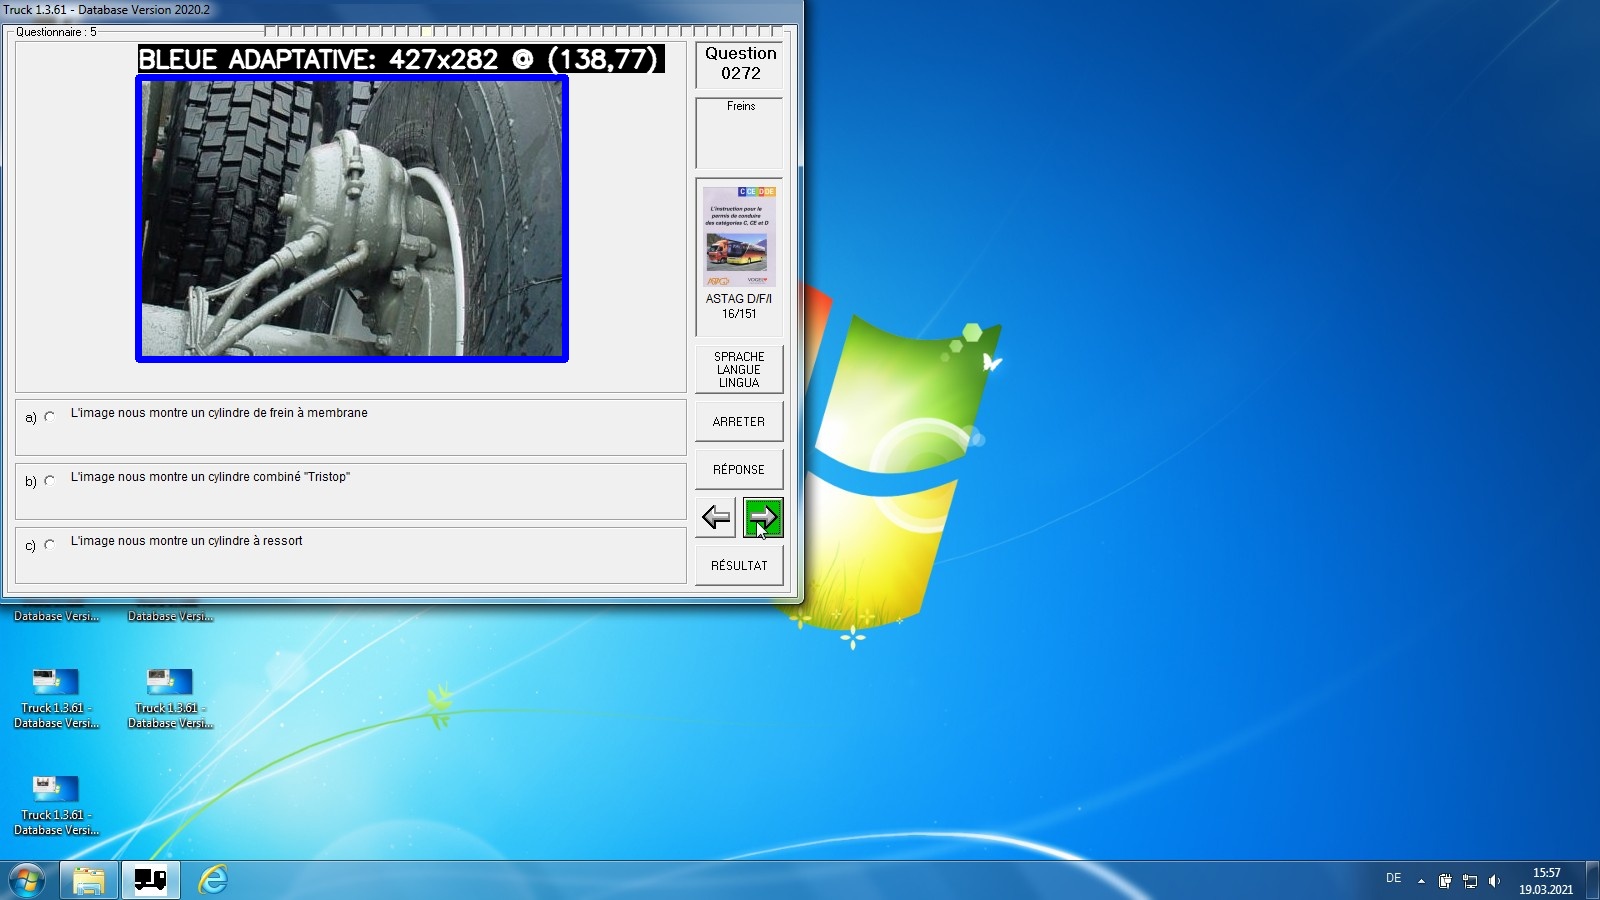 Truck 1.3.61 - Database Version 2020.2
Questionnaire : 5
BLEUE ADAPTATIVE: 427x282 @ (138,77)
Question
0272
Freins
C CE D DE
L'instruction pour le
permis de conduire
des catégories C, CE et D
ASTAG D/F/I
16/151
SPRACHE
LANGUE
LINGUA
a) L'image nous montre un cylindre de frein à membrane
ARRETER
b) L'image nous montre un cylindre combiné "Tristop"
RÉPONSE
c) L'image nous montre un cylindre à ressort
RÉSULTAT
Database Versi...
Database Versi...
Truck 1.3.61 -
Database Versi...
Truck 1.3.61 -
Database Versi...
Truck 1.3.61 -
Database Versi...
DE
15:57
19.03.2021